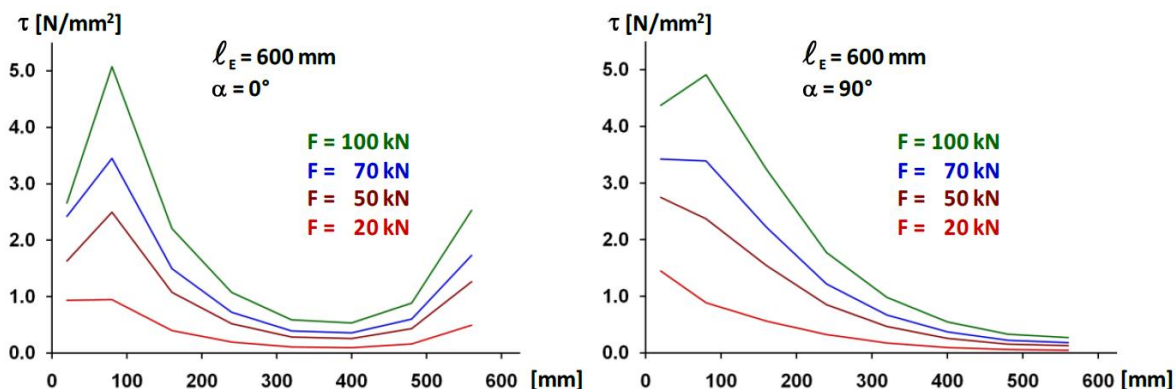 τ [N/mm²]
ℓE = 600 mm
α = 0°
5.0
4.0
3.0
2.0
1.0
0.0
F = 100 kN
F = 70 kN
F = 50 kN
F = 20 kN
0 100 200 300 400 500 600 [mm]
τ [N/mm²]
ℓE = 600 mm
α = 90°
5.0
4.0
3.0
2.0
1.0
0.0
F = 100 kN
F = 70 kN
F = 50 kN
F = 20 kN
0 100 200 300 400 500 600 [mm]